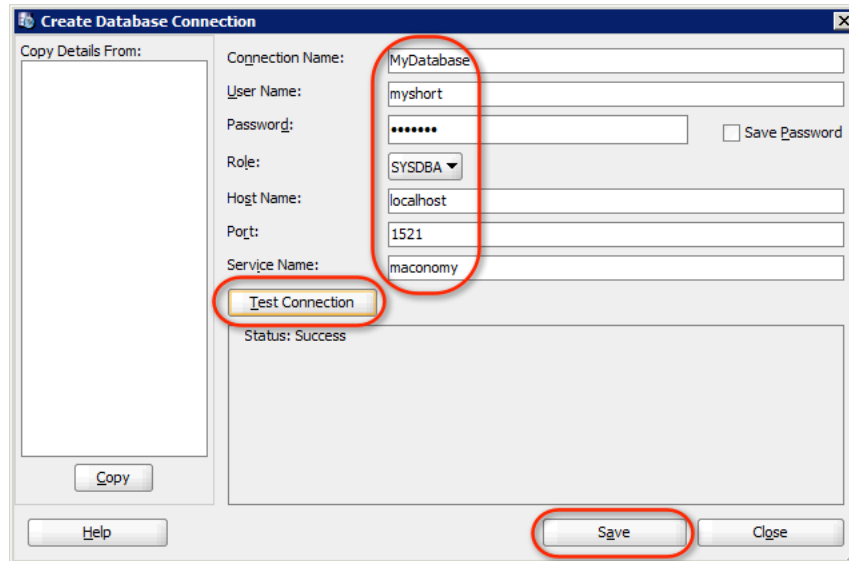 Create Database Connection
Copy Details From:
Connection Name: MyDatabase
User Name: myshort
Password: ••••••• Save Password
Role: SYSDBA
Host Name: localhost
Port: 1521
Service Name: maconomy
Test Connection
Status: Success
Copy
Help Save Close